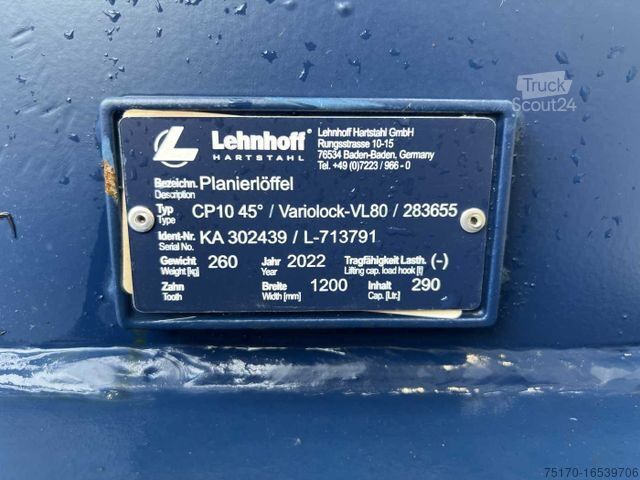 Truck
Scout24
Lehnhoff
HARTSTAHL
Lehnhoff Hartstahl GmbH
Rungsstrasse 10-15
76534 Baden-Baden, Germany
Tel. +49 (0)7223 / 966 - 0
Bezeichn. Planierlöffel
Description
Typ CP10 45° / Variolock-VL80 / 283655
Type
Ident-Nr. KA 302439 / L-713791
Serial No.
Gewicht 260 Jahr 2022 Tragfähigkeit Lasth. (-)
Weight [kg] Year Lifting cap. load hook [t]
Zahn Breite 1200 Inhalt 290
Tooth Width [mm] Cap. [Ltr.]
75170-16539706